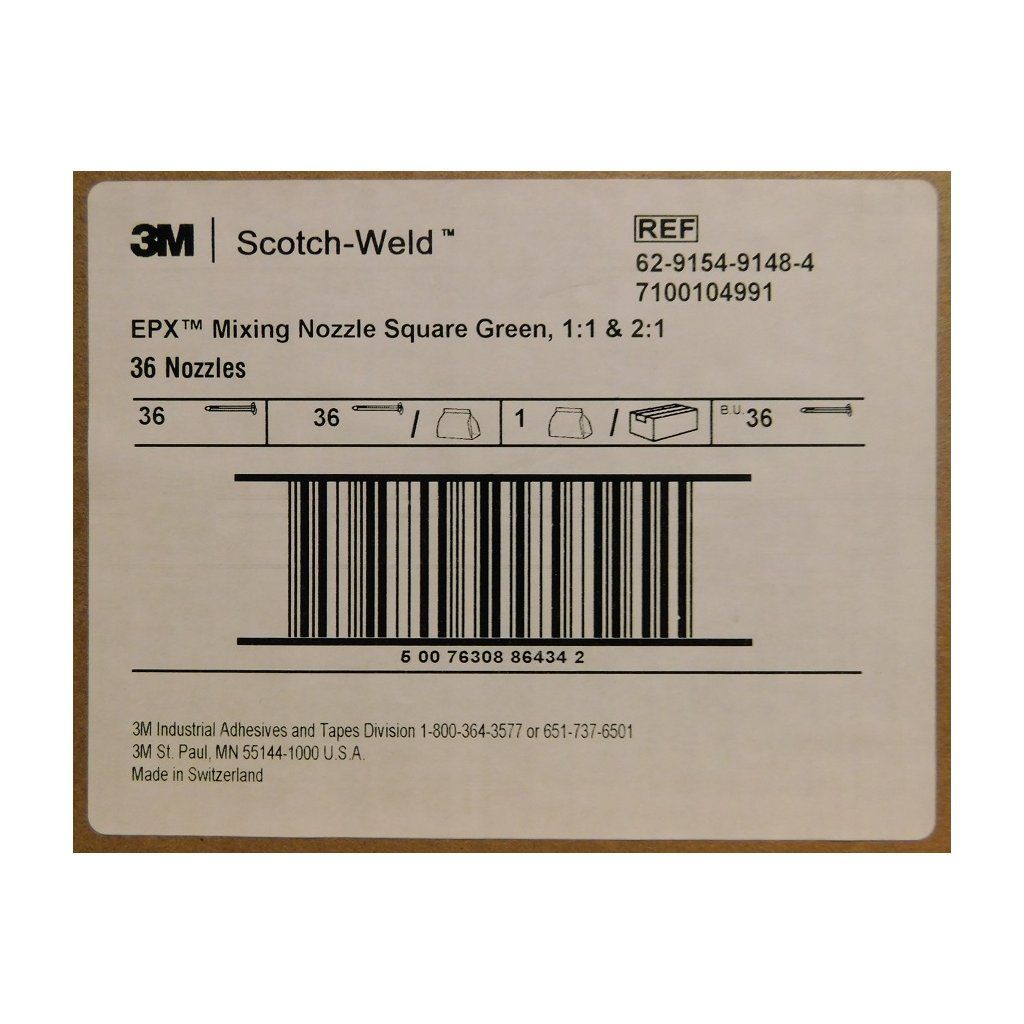 3M | Scotch-Weld™
REF
62-9154-9148-4
7100104991
EPX™ Mixing Nozzle Square Green, 1:1 & 2:1
36 Nozzles
36 36 / 1 / B.U. 36
5 00 76308 86434 2
3M Industrial Adhesives and Tapes Division 1-800-364-3577 or 651-737-6501
3M St. Paul, MN 55144-1000 U.S.A.
Made in Switzerland